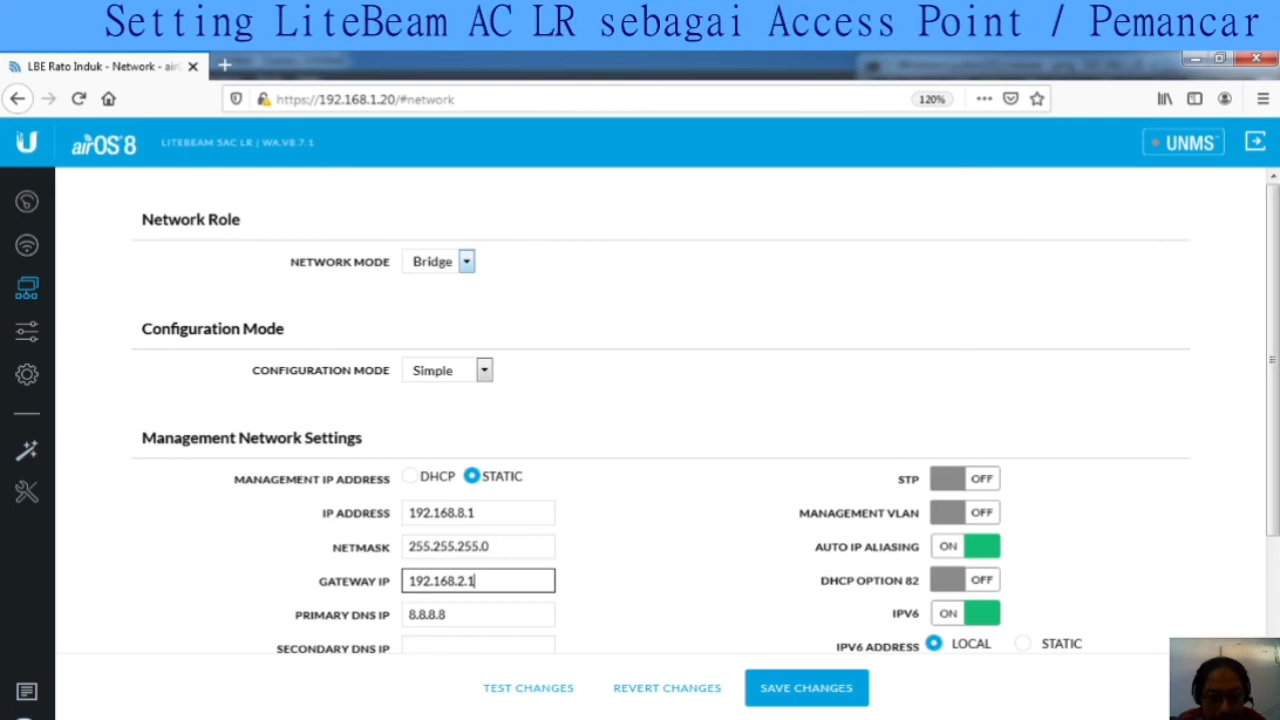 Setting LiteBeam AC LR sebagai Access Point / Pemancar
LBE Rato Induk - Network - air
https://192.168.1.20/#network
120%
airOS 8
LITEBEAM 5AC LR | WA.V8.7.1
UNMS
Network Role
NETWORK MODE
Bridge
Configuration Mode
CONFIGURATION MODE
Simple
Management Network Settings
MANAGEMENT IP ADDRESS
DHCP
STATIC
STP
OFF
IP ADDRESS
192.168.8.1
MANAGEMENT VLAN
OFF
NETMASK
255.255.255.0
AUTO IP ALIASING
ON
GATEWAY IP
192.168.2.1
DHCP OPTION 82
OFF
PRIMARY DNS IP
8.8.8.8
IPV6
ON
SECONDARY DNS IP
IPV6 ADDRESS
LOCAL
STATIC
TEST CHANGES
REVERT CHANGES
SAVE CHANGES